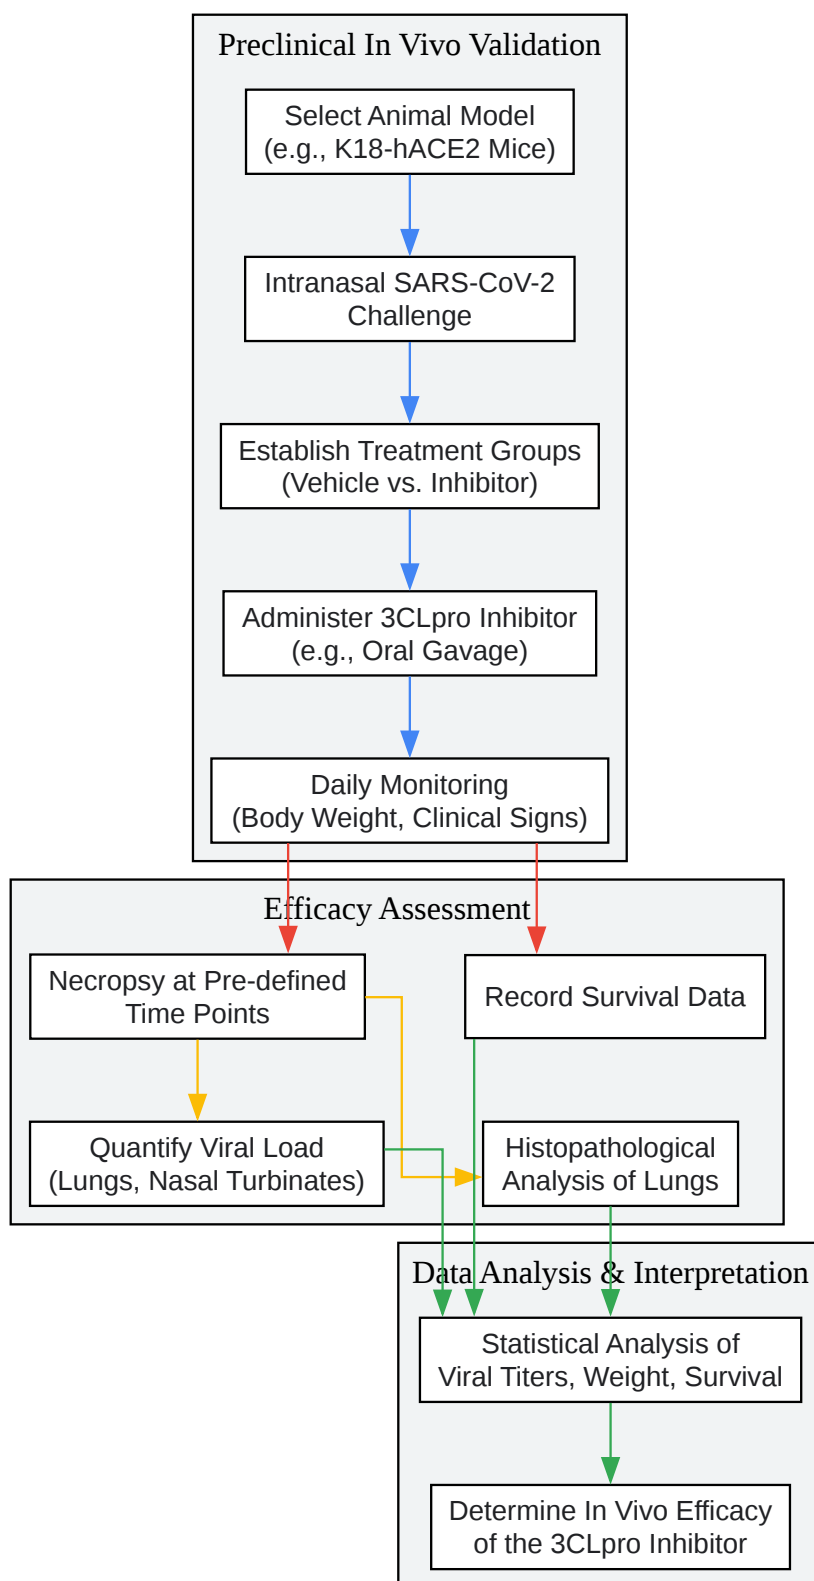 Preclinical In Vivo Validation
Select Animal Model
(e.g., K18-hACE2 Mice)
Intranasal SARS-CoV-2
Challenge
Establish Treatment Groups
(Vehicle vs. Inhibitor)
Administer 3CLpro Inhibitor
(e.g., Oral Gavage)
Daily Monitoring
(Body Weight, Clinical Signs)
Efficacy Assessment
Necropsy at Pre-defined
Time Points
Record Survival Data
Quantify Viral Load
(Lungs, Nasal Turbinates)
Histopathological
Analysis of Lungs
Data Analysis & Interpretation
Statistical Analysis of
Viral Titers, Weight, Survival
Determine In Vivo Efficacy
of the 3CLpro Inhibitor